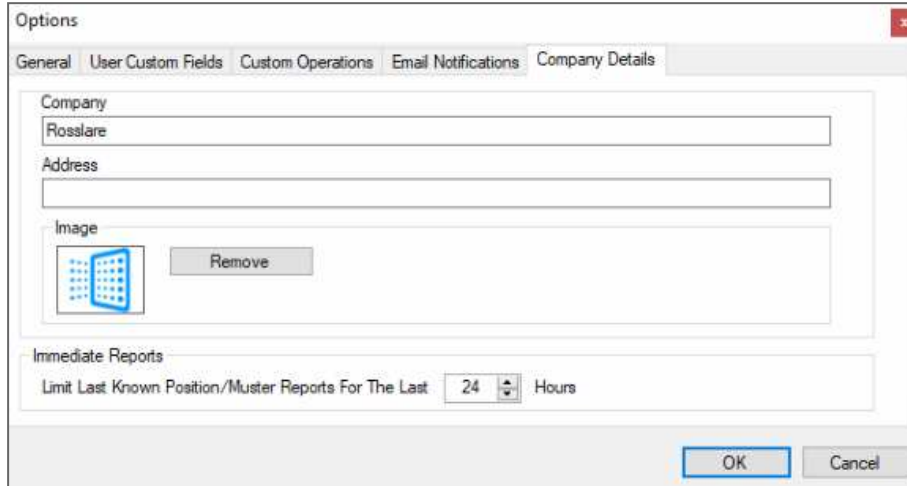 Options
General User Custom Fields Custom Operations Email Notifications Company Details
Company
Rosslare
Address
Image
Remove
Immediate Reports
Limit Last Known Position/Muster Reports For The Last 24 Hours
OK Cancel